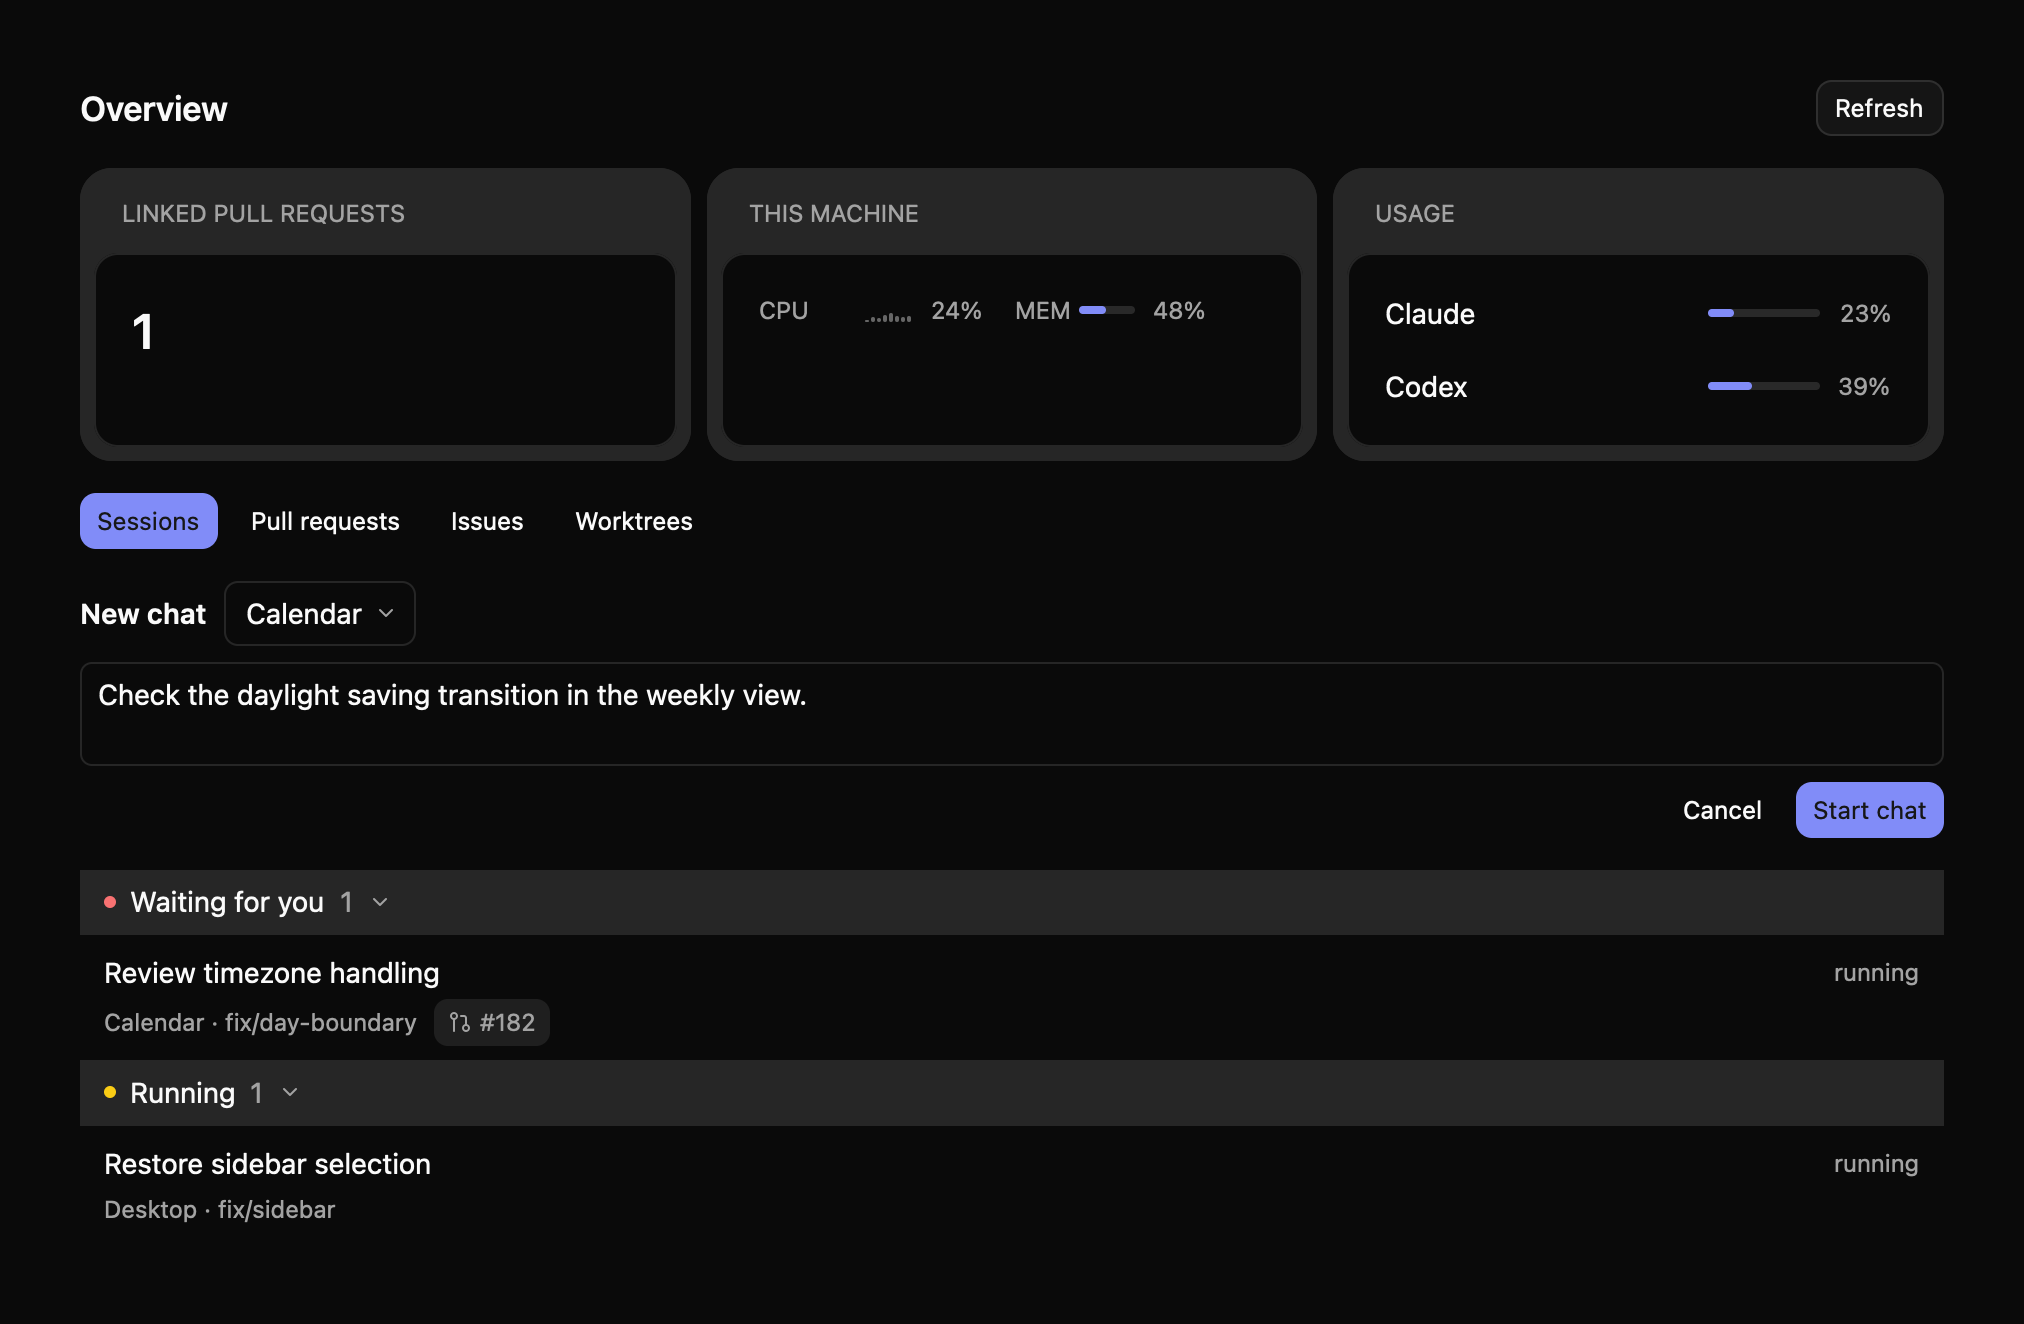 Overview
Refresh
LINKED PULL REQUESTS
THIS MACHINE
USAGE
1
CPU 24% MEM 48%
Claude 23%
Codex 39%
Sessions Pull requests Issues Worktrees
New chat Calendar
Check the daylight saving transition in the weekly view.
Cancel Start chat
Waiting for you 1
Review timezone handling running
Calendar · fix/day-boundary #182
Running 1
Restore sidebar selection running
Desktop · fix/sidebar